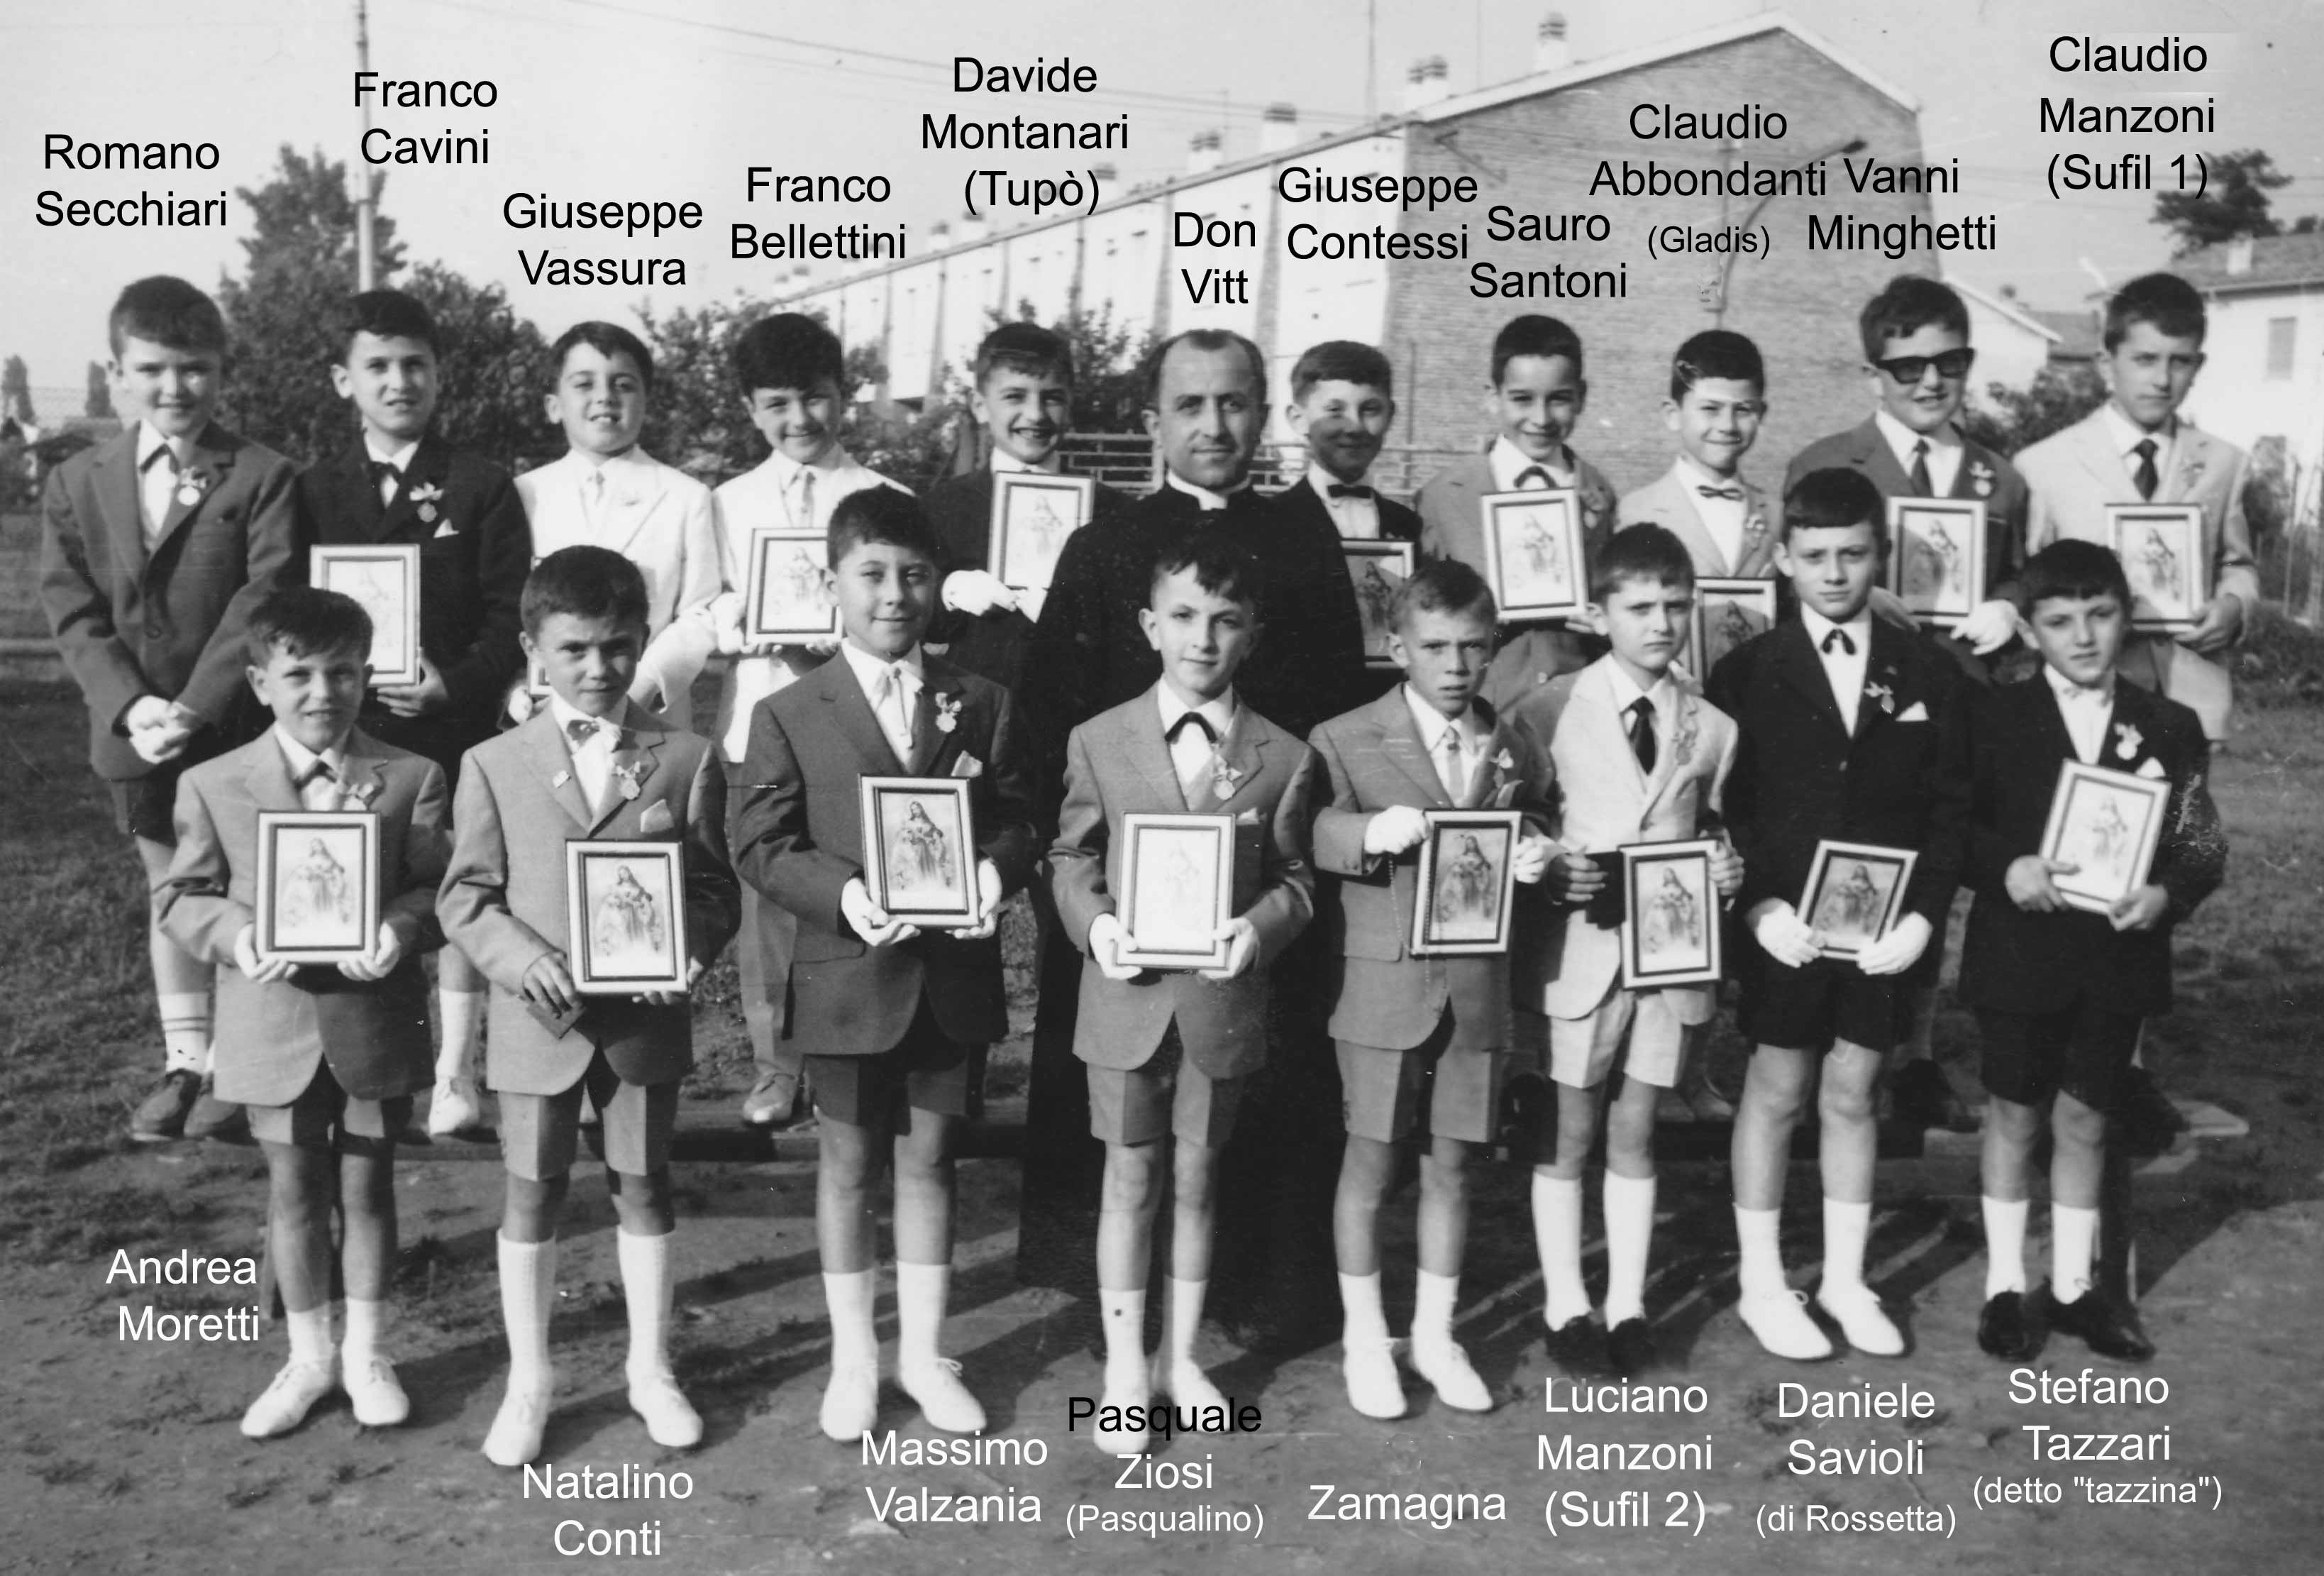 Romano
Secchiari
Franco
Cavini
Giuseppe
Vassura
Franco
Bellettini
Davide
Montanari
(Tupò)
Don
Vitt
Giuseppe
Contessi
Sauro
Santoni
Claudio
Abbondanti
(Gladis)
Vanni
Minghetti
Claudio
Manzoni
(Sufil 1)
Andrea
Moretti
Natalino
Conti
Massimo
Valzania
Pasquale
Ziosi
(Pasqualino)
Zamagna
Luciano
Manzoni
(Sufil 2)
Daniele
Savioli
(di Rossetta)
Stefano
Tazzari
(detto "tazzina")